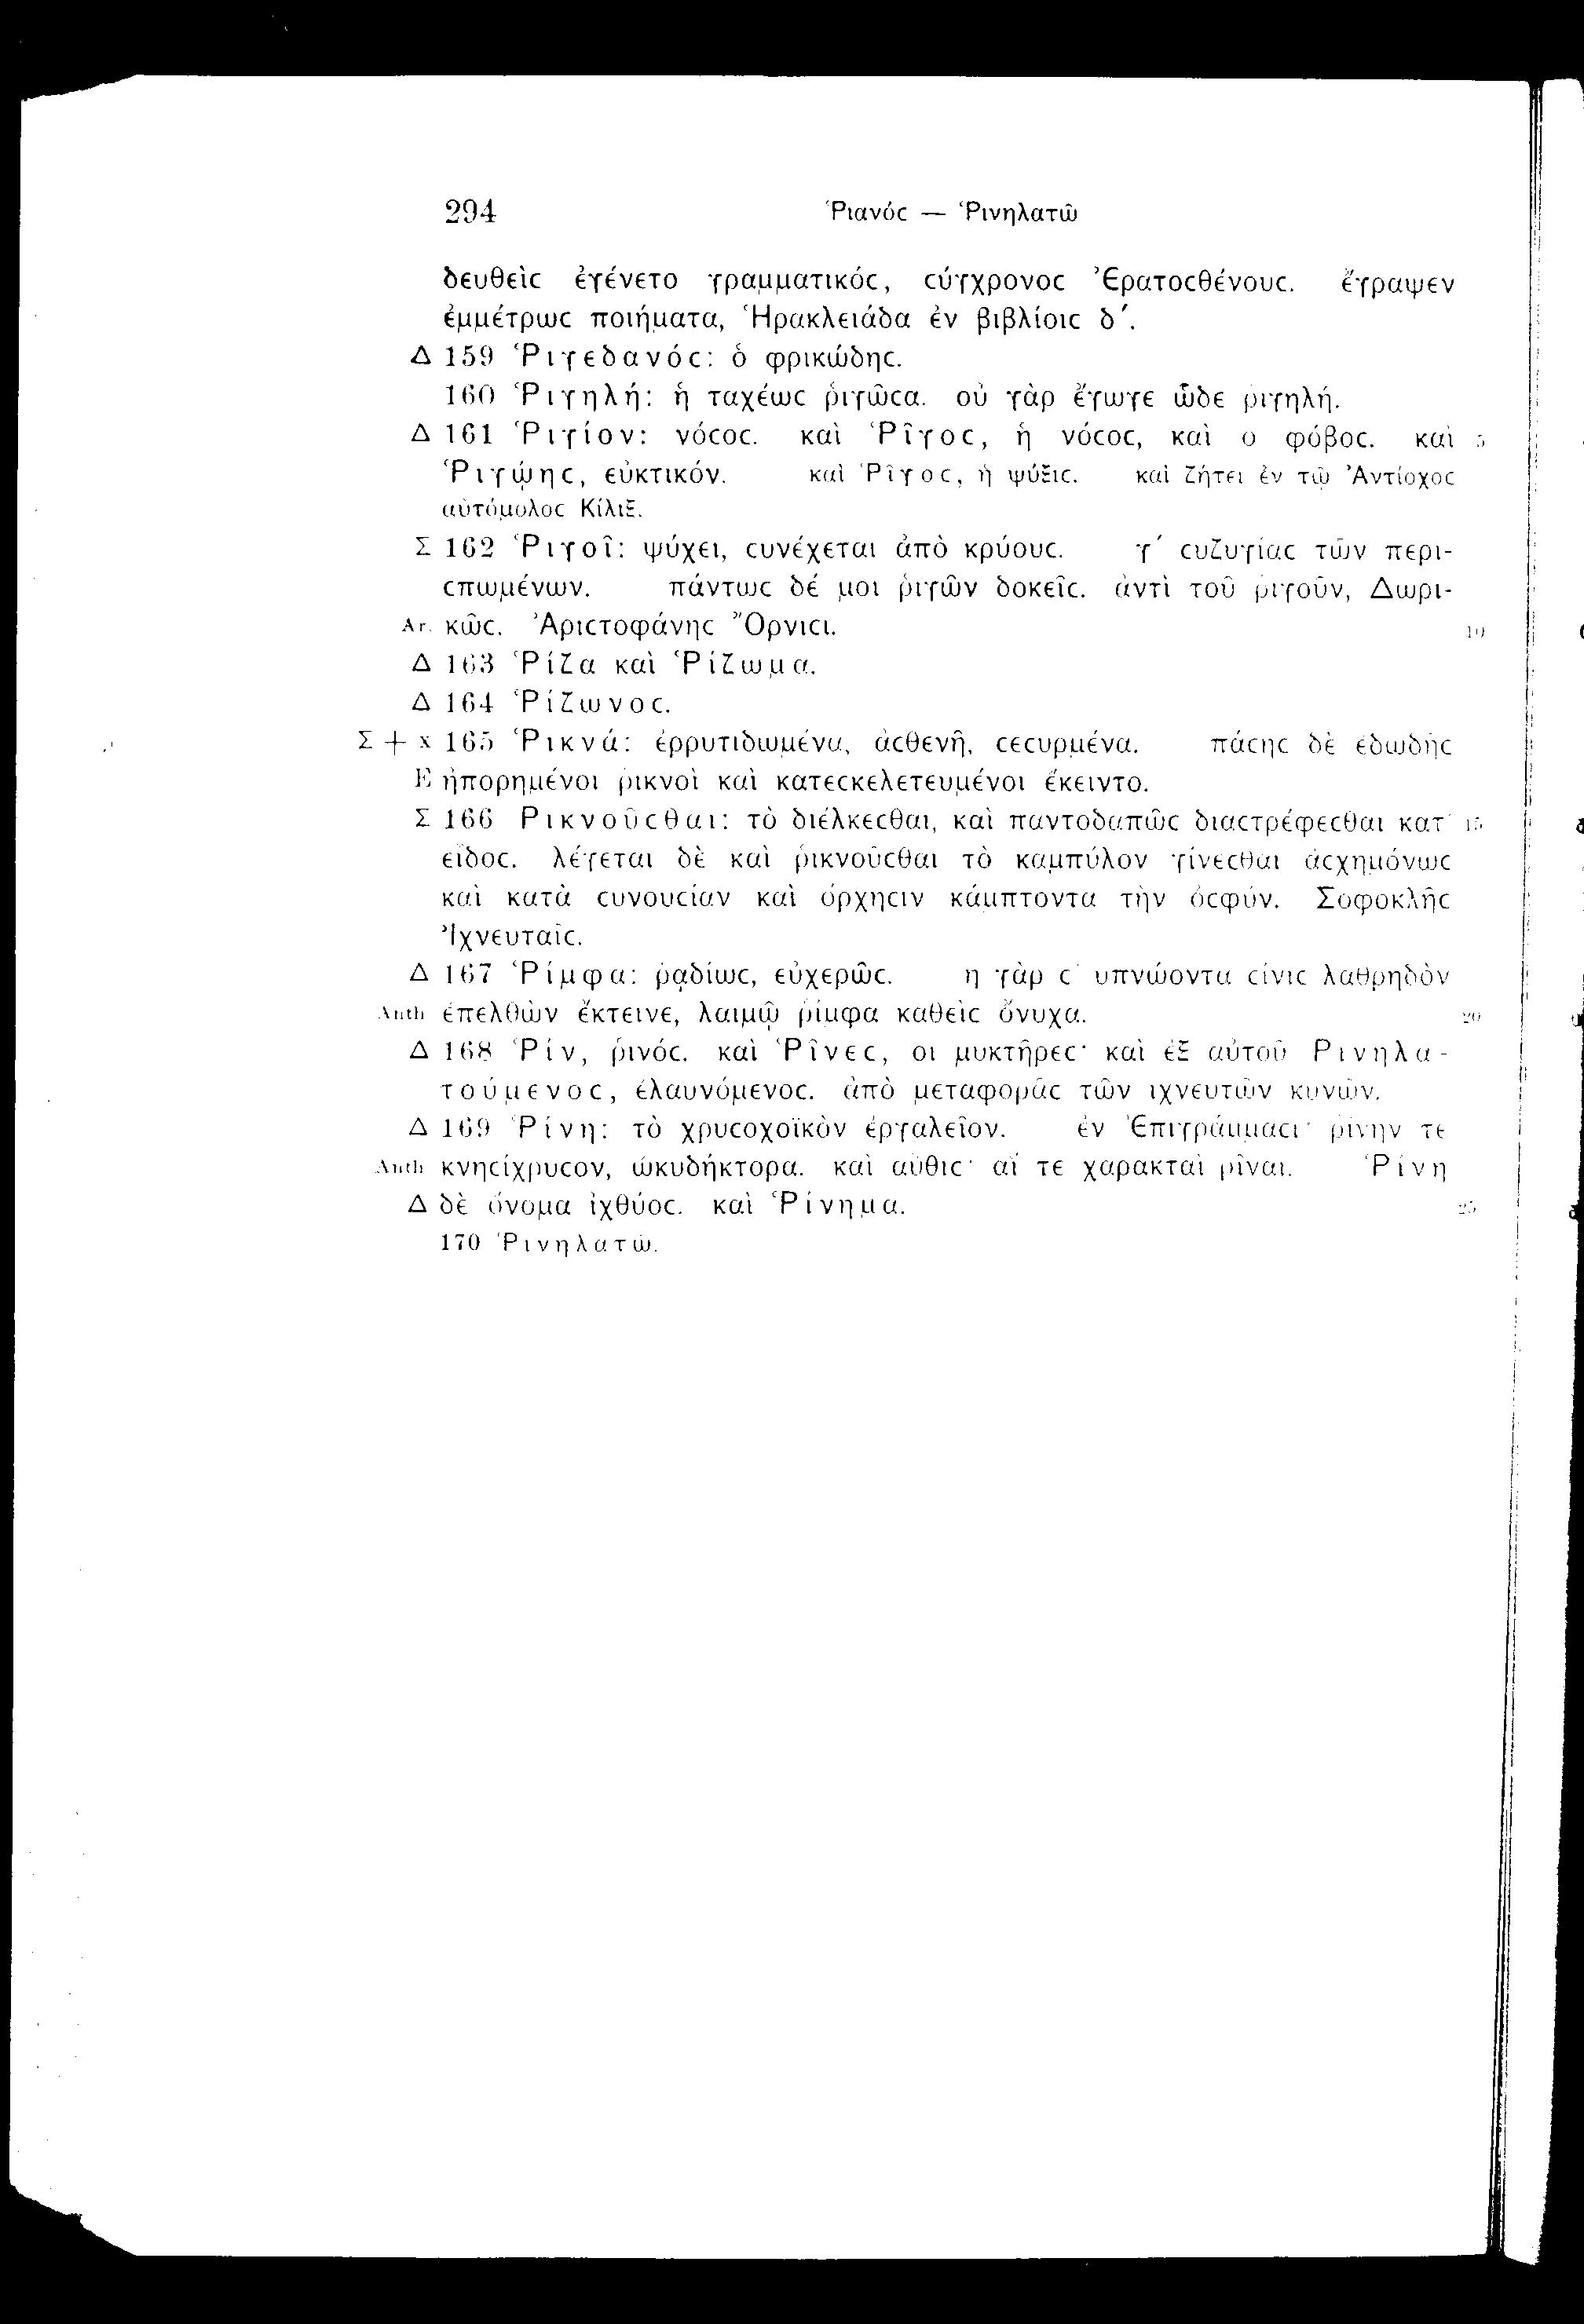 294 Ῥιανόϲ — Ῥινηλατῶ
δευθεὶϲ ἐγένετο γραμματικόϲ, ϲύγχρονοϲ Ἐρατοϲθένουϲ. ἔγραψεν
ἐμμέτρωϲ ποιήματα, Ἡρακλειάδα ἐν βιβλίοιϲ δ΄.
Δ 159 Ῥιγεδανόϲ: ὁ φρικώδηϲ.
160 Ῥιγηλή: ἡ ταχέωϲ ῥιγῶϲα. οὐ γὰρ ἔγωγε ὧδε ῥιγηλή.
Δ 161 Ῥιγίον: νόϲοϲ. καὶ Ῥῖγοϲ, ἡ νόϲοϲ, καὶ ὁ φόβοϲ. καὶ 5
Ῥιγῴηϲ, εὐκτικόν. καὶ Ῥῖγοϲ, ἡ ψύξιϲ. καὶ ζήτει ἐν τῷ Ἀντίοχοϲ
αὐτόμολοϲ Κίλιξ.
Σ 162 Ῥιγοῖ: ψύχει, ϲυνέχεται ἀπὸ κρύουϲ. γ΄ ϲυζυγίαϲ τῶν περι-
ϲπωμένων. πάντωϲ δέ μοι ῥιγῶν δοκεῖϲ. ἀντὶ τοῦ ῥιγοῦν, Δωρι-
Ar. κῶϲ. Ἀριϲτοφάνηϲ Ὄρνιϲι. 10
Δ 163 Ῥίζα καὶ Ῥίζωμα.
Δ 164 Ῥίζωνοϲ.
Σ + x 165 Ῥικνά: ἐρρυτιδωμένα, ἀϲθενῆ, ϲεϲυρμένα. πάϲηϲ δὲ ἐδωδῆϲ
E ἠπορημένοι ῥικνοὶ καὶ κατεϲκελετευμένοι ἔκειντο.
Σ 166 Ῥικνοῦϲθαι: τὸ διέλκεϲθαι, καὶ παντοδαπῶϲ διαϲτρέφεϲθαι κατ᾽ 15
εἶδοϲ. λέγεται δὲ καὶ ῥικνοῦϲθαι τὸ καμπύλον γίνεϲθαι ἀϲχημόνωϲ
καὶ κατὰ ϲυνουϲίαν καὶ ὄρχηϲιν κάμπτοντα τὴν ὀϲφύν. Σοφοκλῆϲ
Ἰχνευταῖϲ.
Δ 167 Ῥίμφα: ῥᾳδίωϲ, εὐχερῶϲ. ἦ γὰρ ϲ᾽ ὑπνώοντα ϲίνιϲ λαθρηδὸν
Anth ἐπελθὼν ἔκτεινε, λαιμῷ ῥίμφα καθεὶϲ ὄνυχα. 20
Δ 168 Ῥίν, ῥινόϲ. καὶ Ῥῖνεϲ, οἱ μυκτῆρεϲ· καὶ ἐξ αὐτοῦ Ῥινηλα-
τούμενοϲ, ἐλαυνόμενοϲ. ἀπὸ μεταφορᾶϲ τῶν ἰχνευτῶν κυνῶν.
Δ 169 Ῥίνη: τὸ χρυϲοχοϊκὸν ἐργαλεῖον. ἐν Ἐπιγράμμαϲι· ῥίνην τε
Anth κνηϲίχρυϲον, ὠκυδήκτορα. καὶ αὖθιϲ· αἵ τε χαρακταὶ ῥῖναι. Ῥίνη
Δ δὲ ὄνομα ἰχθύοϲ. καὶ Ῥίνημα. 25
170 Ῥινηλατῶ.